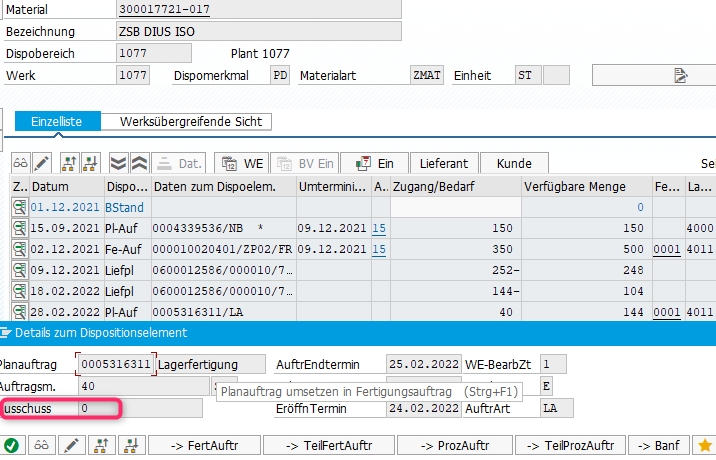 Material 300017721-017
Bezeichnung ZSB DIUS ISO
Dispobereich 1077 Plant 1077
Werk 1077 Dispomerkmal PD Materialart ZMAT Einheit ST
Einzelliste Werksübergreifende Sicht
Dat. WE BV Ein Ein Lieferant Kunde Sei
Z... Datum Dispo... Daten zum Dispoelem. Umtermini... A... Zugang/Bedarf Verfügbare Menge Fe... La...
01.12.2021 BStand 0
15.09.2021 Pl-Auf 0004339536/NB * 09.12.2021 15 150 150 4000
02.12.2021 Fe-Auf 000010020401/ZP02/FR 09.12.2021 15 350 500 0001 4011
09.12.2021 Liefpl 0600012586/000010/7... 252- 248
18.02.2022 Liefpl 0600012586/000010/7... 144- 104
28.02.2022 Pl-Auf 0005316311/LA 40 144 0001 4011
Details zum Dispositionselement
Planauftrag 0005316311 Lagerfertigung AuftrEndtermin 25.02.2022 WE-BearbZt 1
Auftragsm. 40 E
Planauftrag umsetzen in Fertigungsauftrag (Strg+F1)
usschuss 0 EröffnTermin 24.02.2022 AuftrArt LA
-> FertAuftr -> TeilFertAuftr -> ProzAuftr -> TeilProzAuftr -> Banf